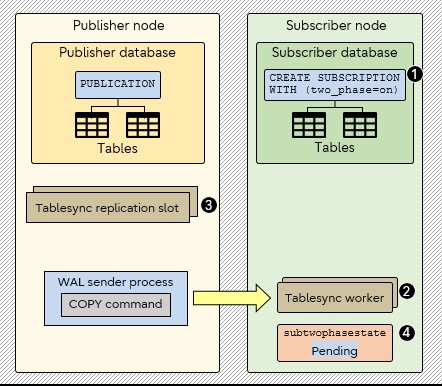 Publisher node
Publisher database
PUBLICATION
Tables
Tablesync replication slot
3
WAL sender process
COPY command
Subscriber node
Subscriber database
CREATE SUBSCRIPTION
WITH (two_phase=on)
1
Tables
Tablesync worker
2
subtwophasestate
4
Pending